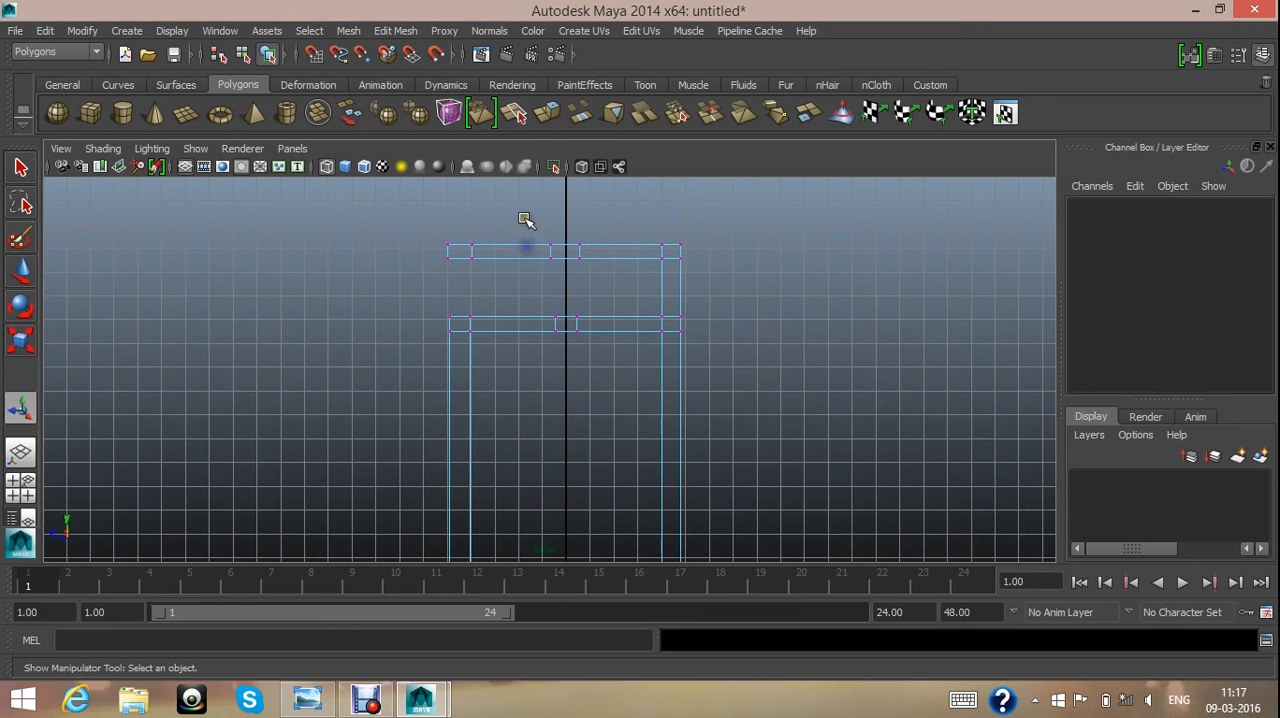 Autodesk Maya 2014 x64: untitled*
File Edit Modify Create Display Window Assets Select Mesh Edit Mesh Proxy Normals Color Create UVs Edit UVs Muscle Pipeline Cache Help
Polygons
General Curves Surfaces Polygons Deformation Animation Dynamics Rendering PaintEffects Toon Muscle Fluids Fur nHair nCloth Custom
View Shading Lighting Show Renderer Panels
Channel Box / Layer Editor
Channels Edit Object Show
Display Render Anim
Layers Options Help
y
1 2 3 4 5 6 7 8 9 10 11 12 13 14 15 16 17 18 19 20 21 22 23 24
1
1.00
1.00 1.00 1 24 24.00 48.00 No Anim Layer No Character Set
MEL
Show Manipulator Tool: Select an object.
ENG
11:17
09-03-2016